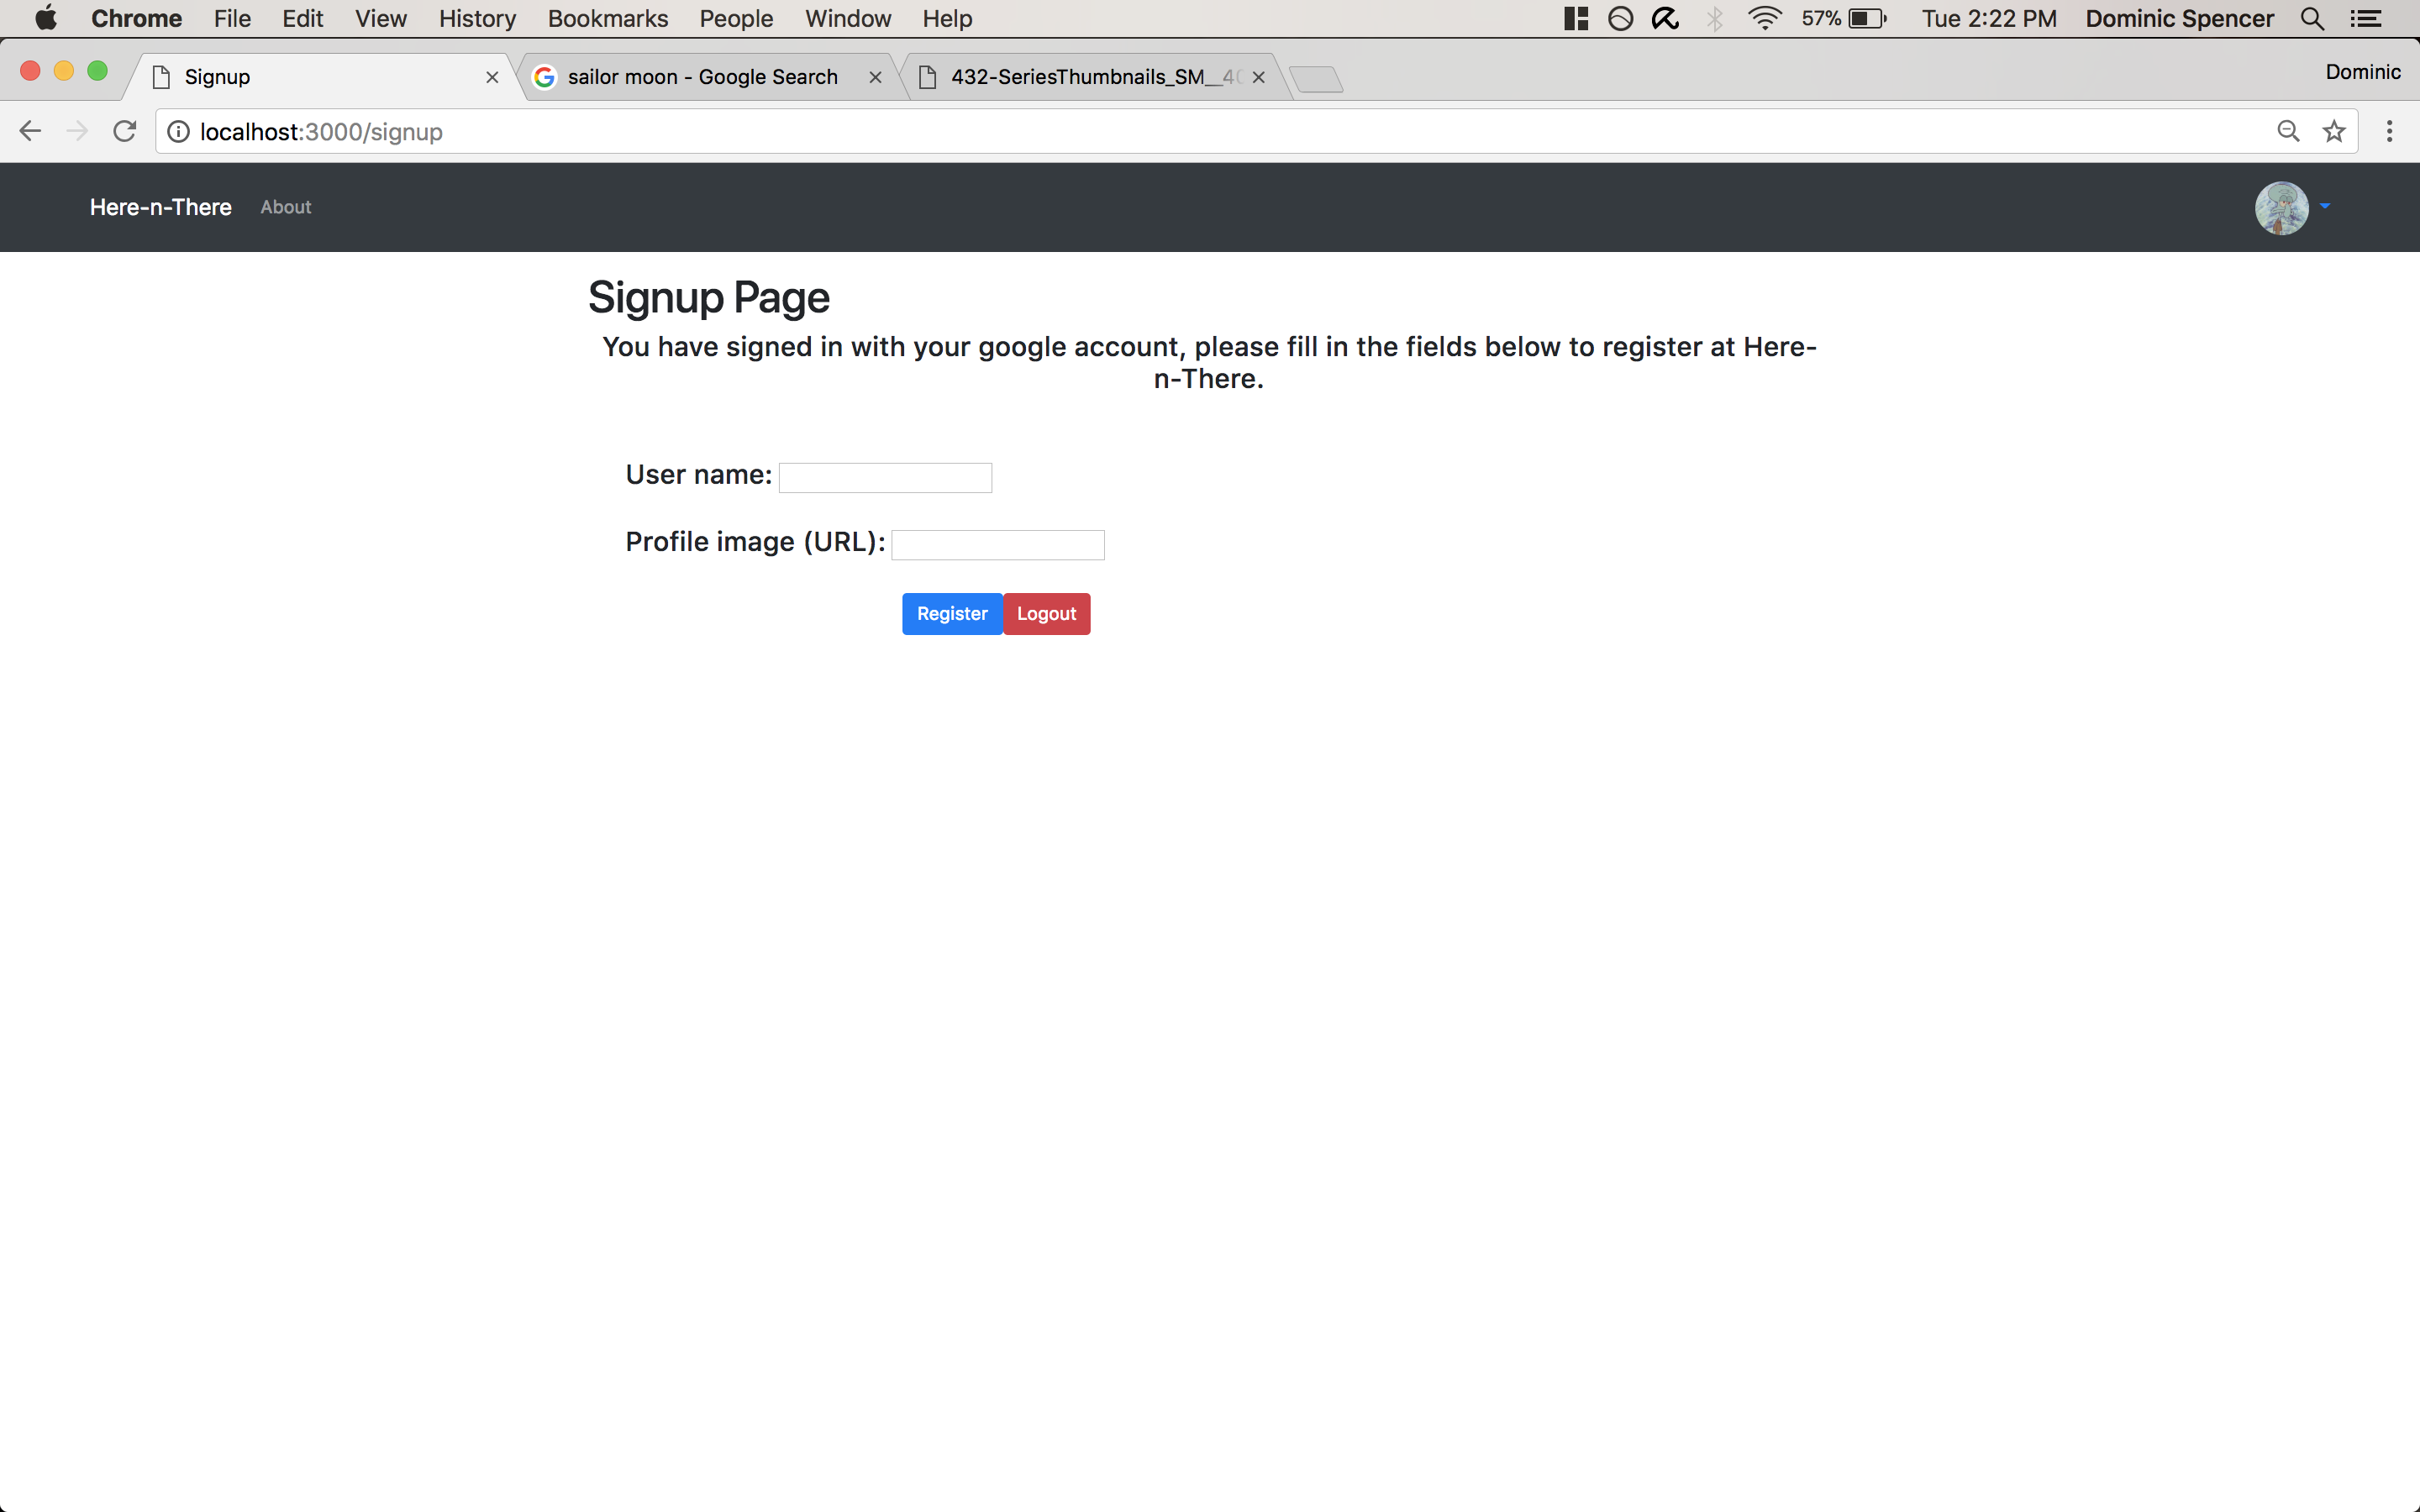 Chrome File Edit View History Bookmarks People Window Help 57% Tue 2:22 PM Dominic Spencer
Signup sailor moon - Google Search 432-SeriesThumbnails_SM__40 Dominic
localhost:3000/signup
Here-n-There About
Signup Page
You have signed in with your google account, please fill in the fields below to register at Here-
n-There.
User name:
Profile image (URL):
Register Logout